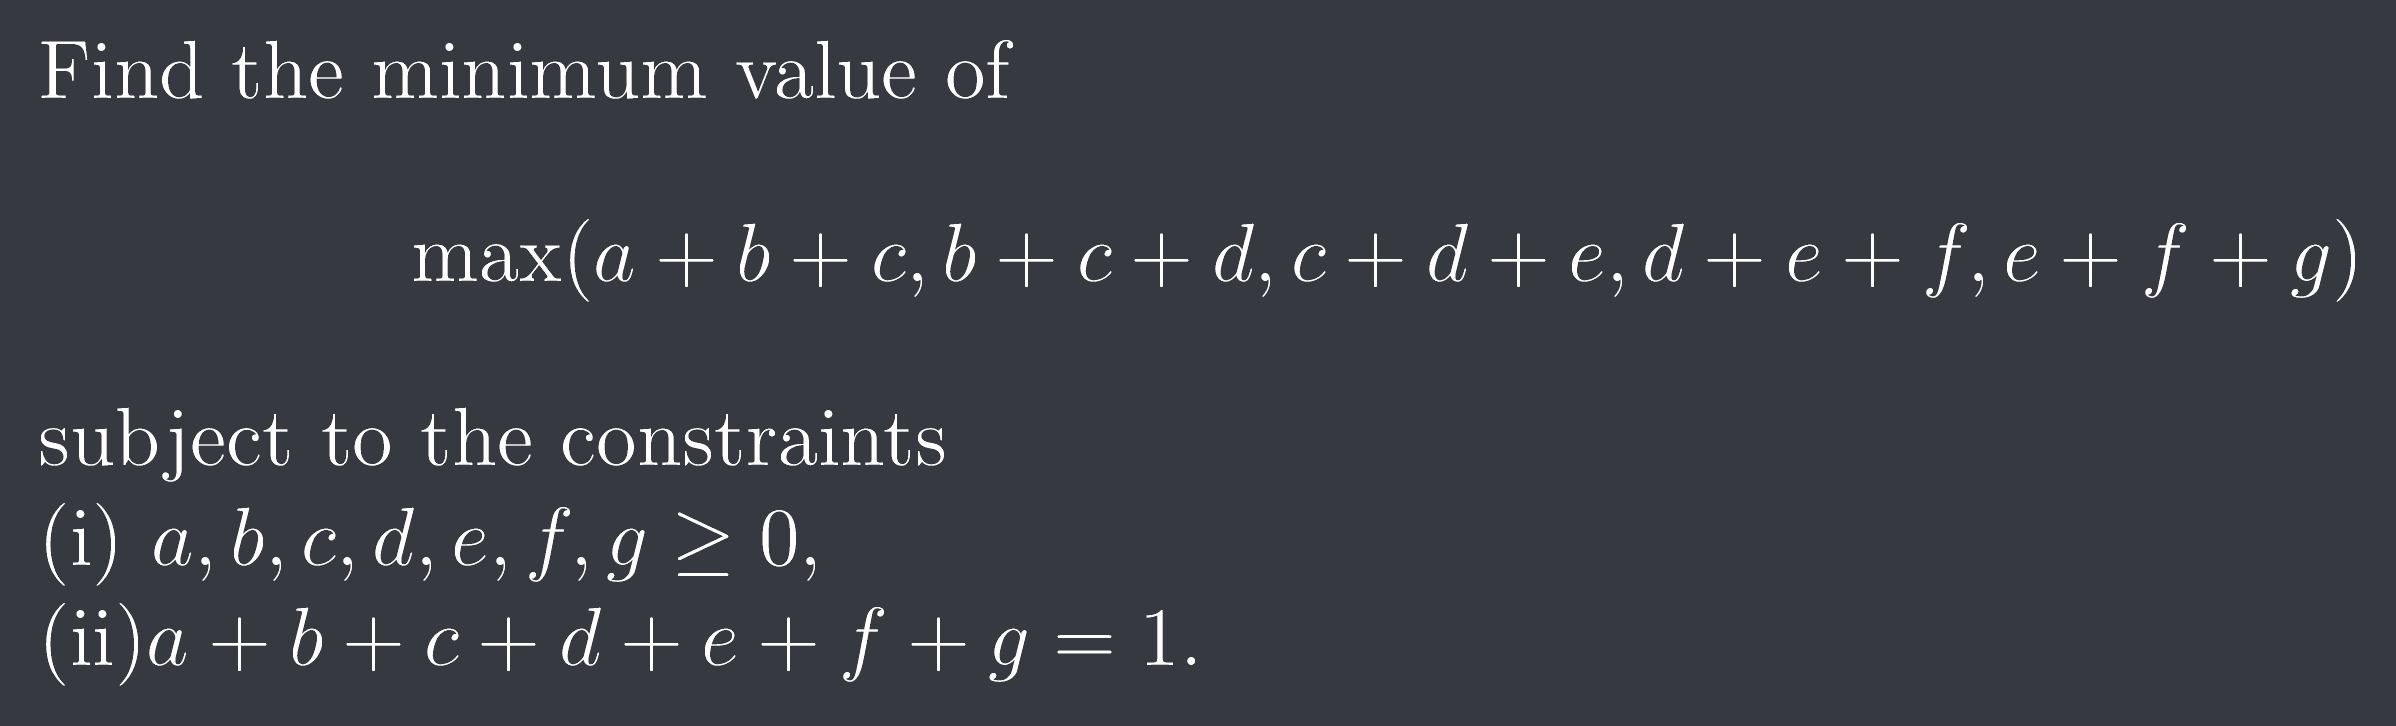 Find the minimum value of
max(a + b + c, b + c + d, c + d + e, d + e + f, e + f + g)
subject to the constraints
(i) a, b, c, d, e, f, g ≥ 0,
(ii)a + b + c + d + e + f + g = 1.